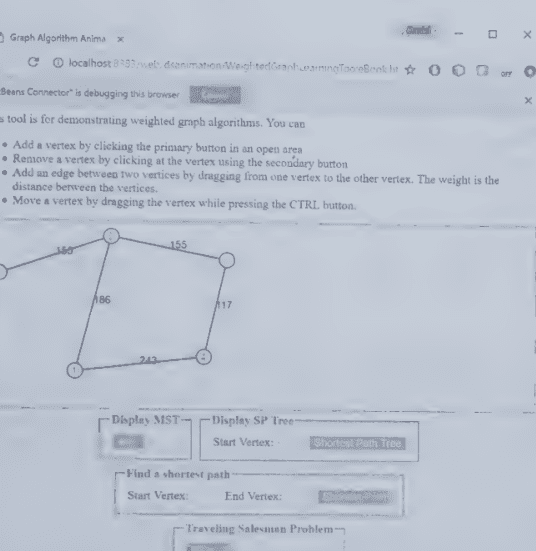 Graph Algorithm Anima ×
localhost
Beans Connector" is debugging this browser
s tool is for demonstrating weighted graph algorithms. You can
• Add a vertex by clicking the primary button in an open area
• Remove a vertex by clicking at the vertex using the secondary button
• Add an edge between two vertices by dragging from one vertex to the other vertex. The weight is the
distance between the vertices.
• Move a vertex by dragging the vertex while pressing the CTRL button.
155
186
117
243
1
2
Display MST
Display SP Tree
Start Vertex:
Shortest Path Tree
Find a shortest path
Start Vertex: End Vertex:
Traveling Salesman Problem